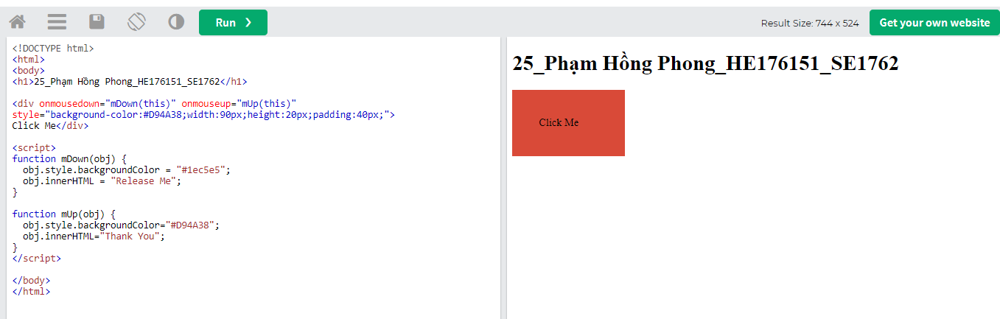 Run ❯
Result Size: 744 x 524
Get your own website
<!DOCTYPE html>
<html>
<body>
<h1>25_Phạm Hồng Phong_HE176151_SE1762</h1>
<div onmousedown="mDown(this)" onmouseup="mUp(this)"
style="background-color:#D94A38;width:90px;height:20px;padding:40px;">
Click Me</div>
<script>
function mDown(obj) {
  obj.style.backgroundColor = "#1ec5e5";
  obj.innerHTML = "Release Me";
}
function mUp(obj) {
  obj.style.backgroundColor="#D94A38";
  obj.innerHTML="Thank You";
}
</script>
</body>
</html>
25_Phạm Hồng Phong_HE176151_SE1762
Click Me